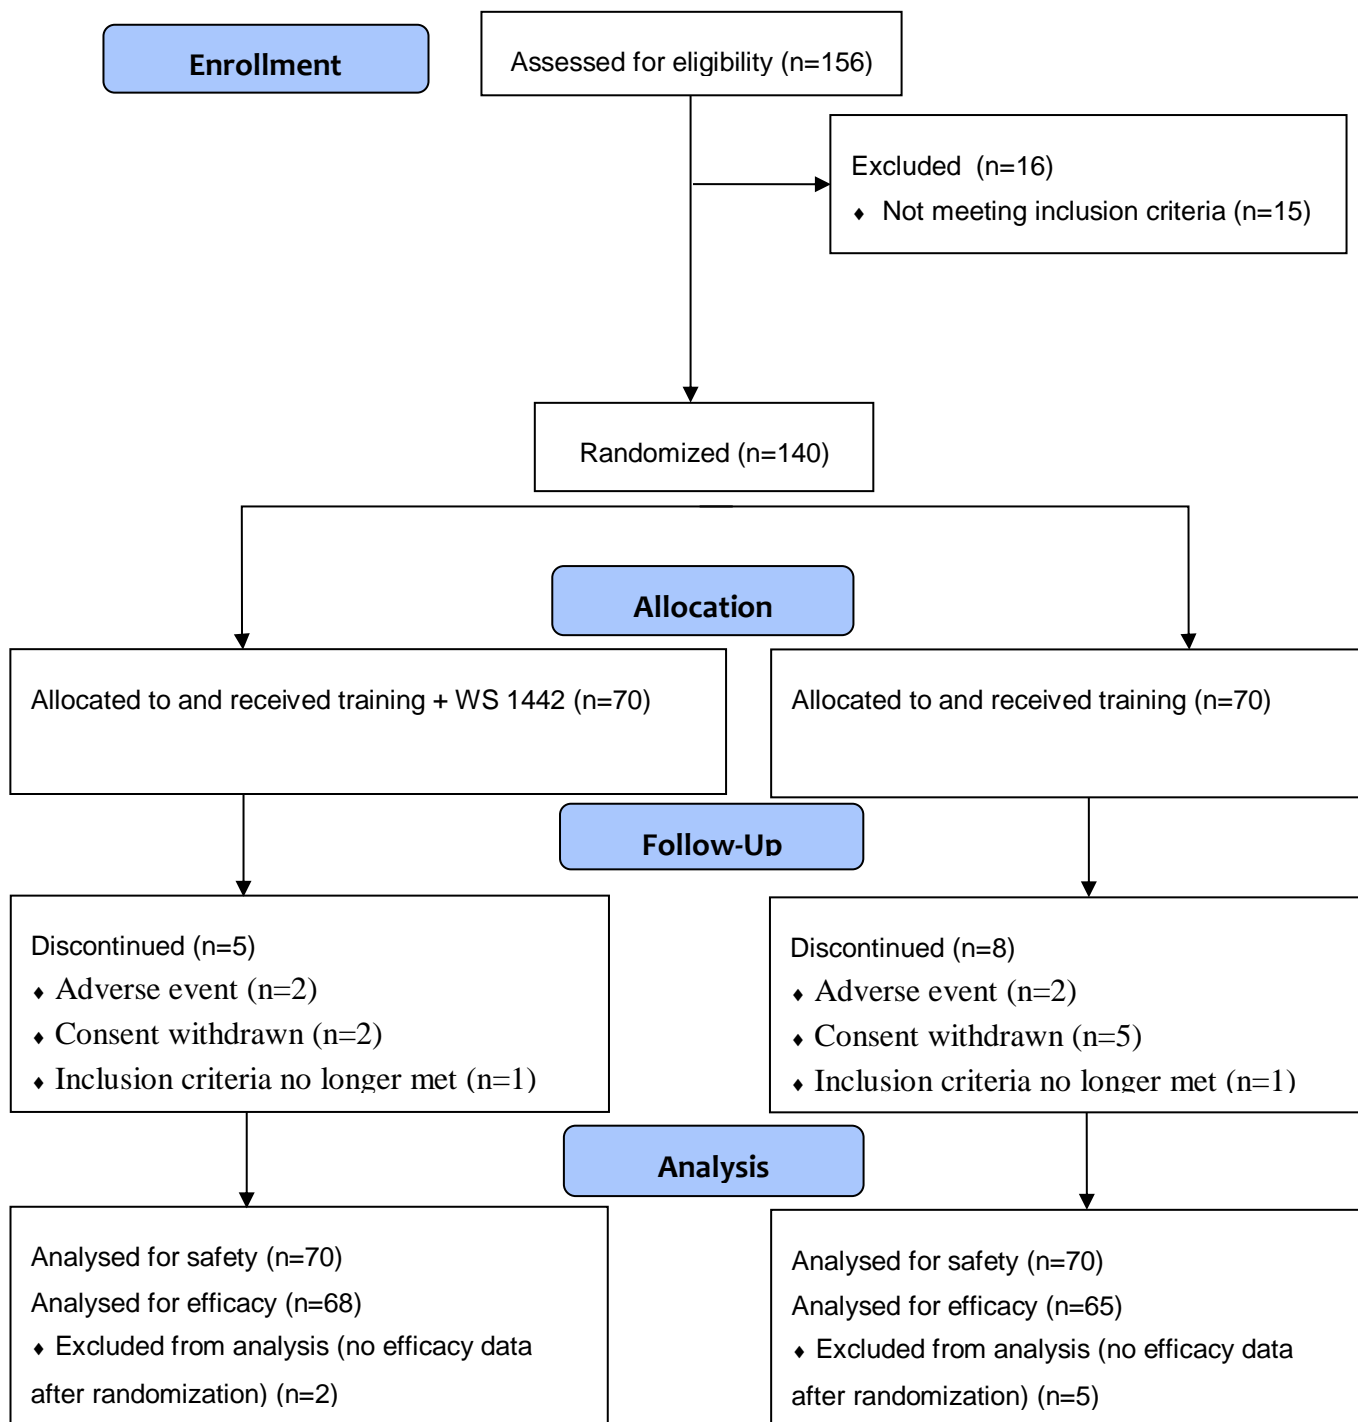 Enrollment
Assessed for eligibility (n=156)
Excluded  (n=16)
♦ Not meeting inclusion criteria (n=15)
Randomized (n=140)
Allocation
Allocated to and received training + WS 1442 (n=70)
Allocated to and received training (n=70)
Follow-Up
Discontinued (n=5)
♦ Adverse event (n=2)
♦ Consent withdrawn (n=2)
♦ Inclusion criteria no longer met (n=1)
Discontinued (n=8)
♦ Adverse event (n=2)
♦ Consent withdrawn (n=5)
♦ Inclusion criteria no longer met (n=1)
Analysis
Analysed for safety (n=70)
Analysed for efficacy (n=68)
♦ Excluded from analysis (no efficacy data
after randomization) (n=2)
Analysed for safety (n=70)
Analysed for efficacy (n=65)
♦ Excluded from analysis (no efficacy data
after randomization) (n=5)